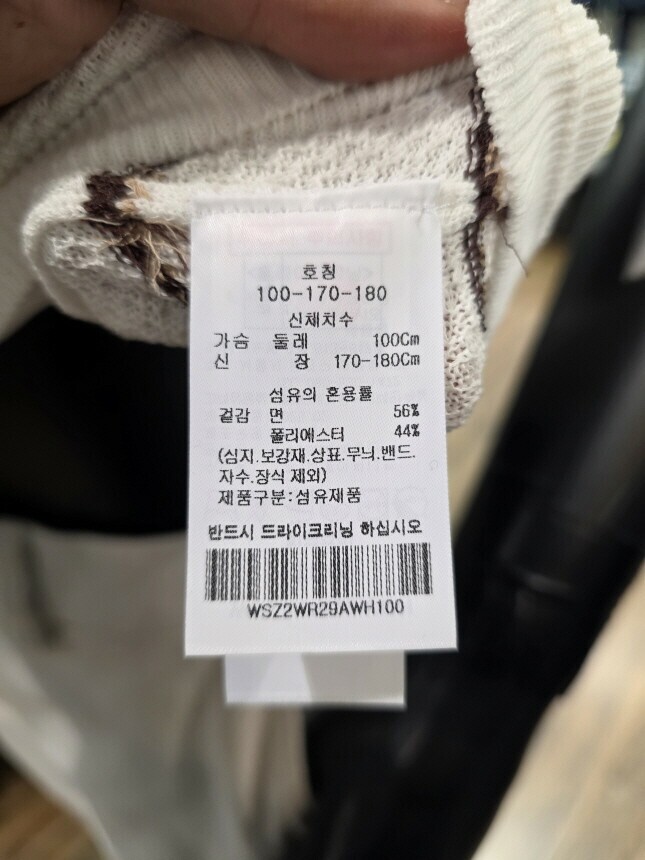 호칭
100-170-180
신체치수
가슴 둘레 100Cm
신 장 170-180Cm
섬유의 혼용률
겉감 면 56%
폴리에스터 44%
(심지.보강재.상표.무늬.밴드.
자수.장식 제외)
제품구분:섬유제품
반드시 드라이크리닝 하십시오
WSZ2WR29AWH100